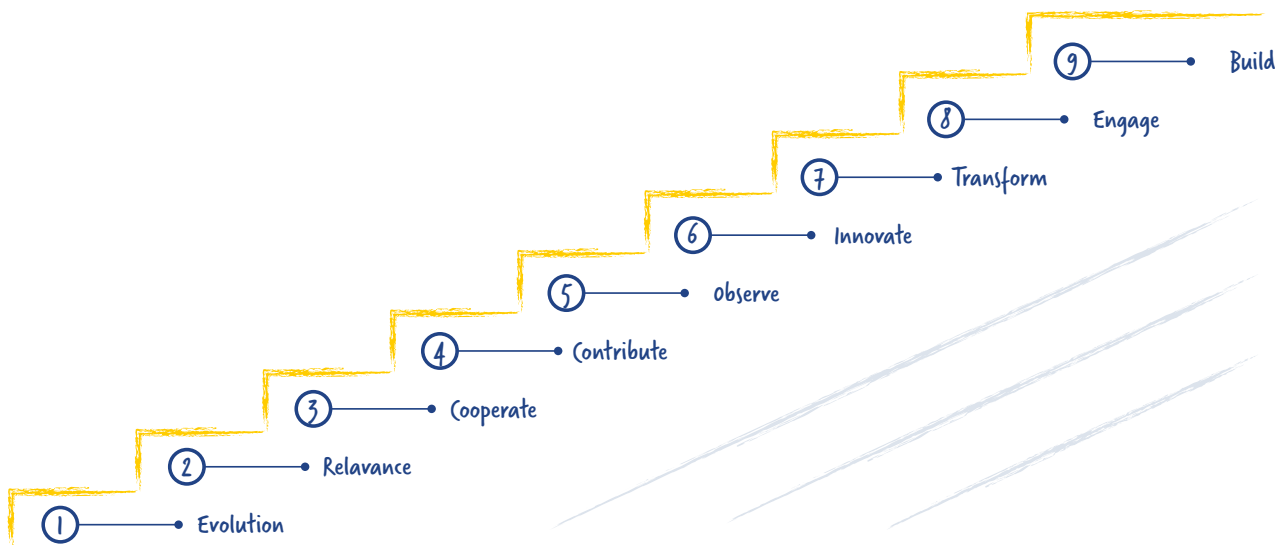 9 Build
8 Engage
7 Transform
6 Innovate
5 Observe
4 Contribute
3 Cooperate
2 Relavance
1 Evolution